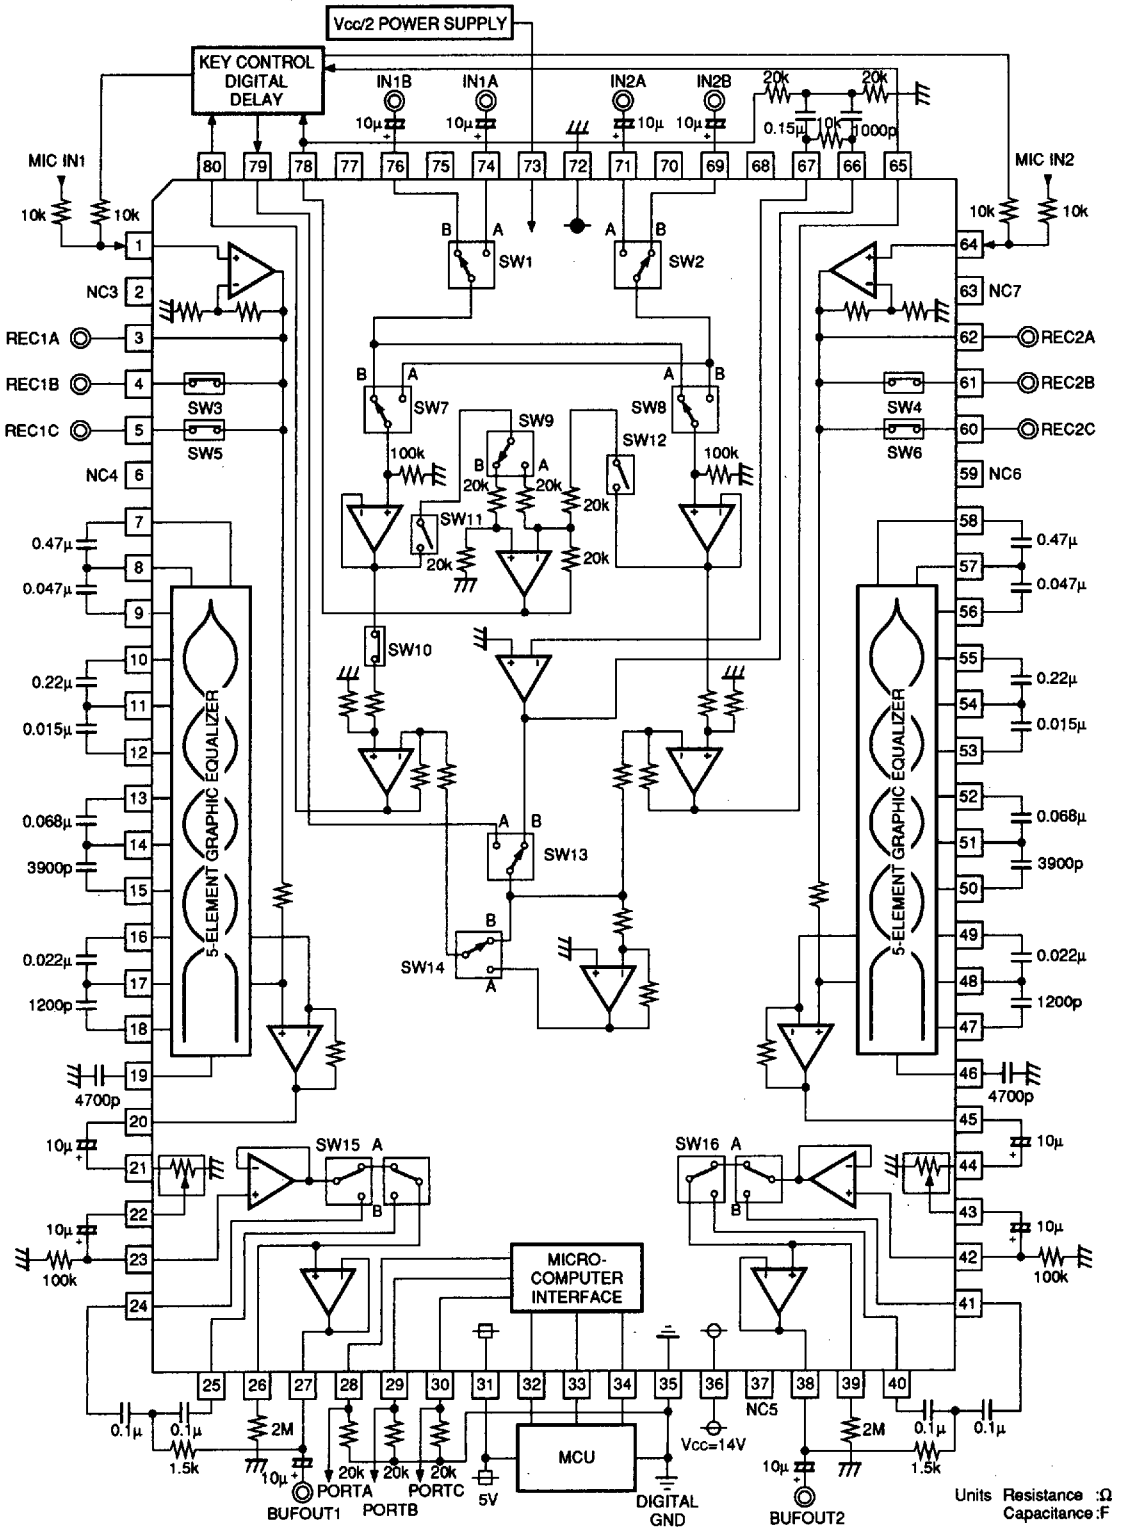 Vcc/2 POWER SUPPLY
KEY CONTROL
DIGITAL
DELAY
IN1B IN1A IN2A IN2B
20k 20k
10μ + 10μ + 10μ + 10μ +
0.15μ 10k 1000p
MIC IN1 80 79 78 77 76 75 74 73 72 71 70 69 68 67 66 65 MIC IN2
10k 10k 10k 10k
B A A B
SW1 SW2
1 64
NC3 2 63 NC7
REC1A 3 62 REC2A
REC1B 4 61 REC2B
SW3 SW4
REC1C 5 60 REC2C
SW5 SW6
B A A B
SW7 SW9 SW8
SW12
B A
100k 100k
NC4 6 59 NC6
20k 20k 20k
SW11
20k 20k
7 58
0.47μ 0.47μ
8 57
0.047μ 0.047μ
9 56
SW10
10 55
0.22μ 0.22μ
11 54
0.015μ 0.015μ
12 53
13 52
0.068μ 0.068μ
14 51
3900p 3900p
15 50
A B
SW13
5-ELEMENT GRAPHIC EQUALIZER 5-ELEMENT GRAPHIC EQUALIZER
16 49
0.022μ 0.022μ
17 48
1200p 1200p
18 47
B
SW14
A
19 46
4700p 4700p
20 45
10μ + 10μ +
21 44
SW15 A SW16 A
B B
22 43
10μ + 10μ +
23 42
100k 100k
24 41
MICRO-
COMPUTER
INTERFACE
25 26 27 28 29 30 31 32 33 34 35 36 37 38 39 40
NC5
0.1μ 0.1μ 2M 2M 0.1μ 0.1μ
Vcc=14V
1.5k 1.5k
MCU
10μ + 20k 20k 20k 10μ +
PORTA PORTB PORTC
5V
DIGITAL
GND
BUFOUT1 BUFOUT2
Units Resistance :Ω
Capacitance :F